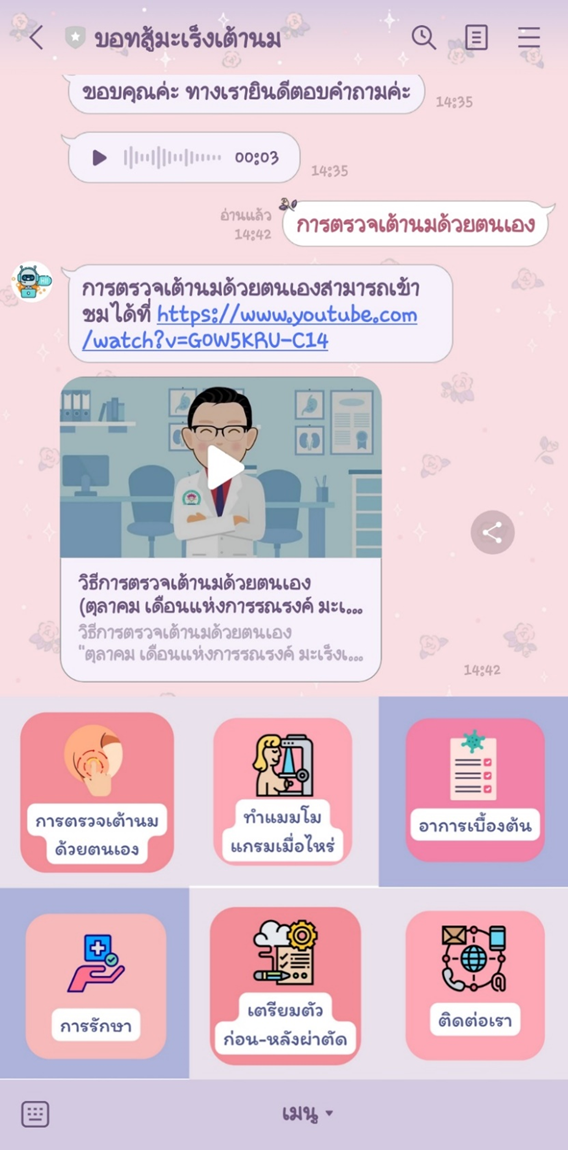 บอทสู้มะเร็งเต้านม
ขอบคุณค่ะ ทางเรายินดีตอบคำถามค่ะ
14:35
00:03
14:35
อ่านแล้ว
14:42
การตรวจเต้านมด้วยตนเอง
การตรวจเต้านมด้วยตนเองสามารถเข้า
ชมได้ที่ https://www.youtube.com
/watch?v=G0W5KRU-C14
วิธีการตรวจเต้านมด้วยตนเอง
(ตุลาคม เดือนแห่งการรณรงค์ มะเ...
วิธีการตรวจเต้านมด้วยตนเอง
"ตุลาคม เดือนแห่งการรณรงค์ มะเร็งเ...
14:42
การตรวจเต้านม
ด้วยตนเอง
ทำแมมโม
แกรมเมื่อไหร่
อาการเบื้องต้น
การรักษา
เตรียมตัว
ก่อน-หลังผ่าตัด
ติดต่อเรา
เมนู